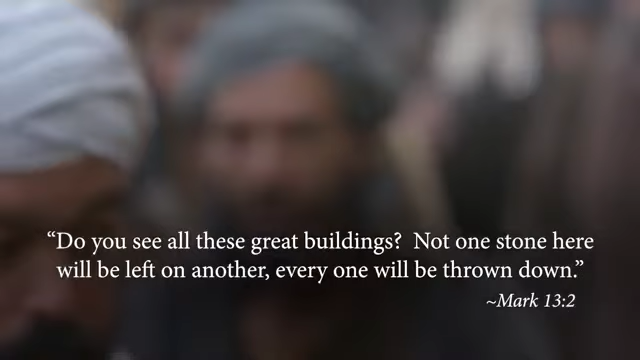 “Do you see all these great buildings?  Not one stone here
will be left on another, every one will be thrown down.”
~Mark 13:2